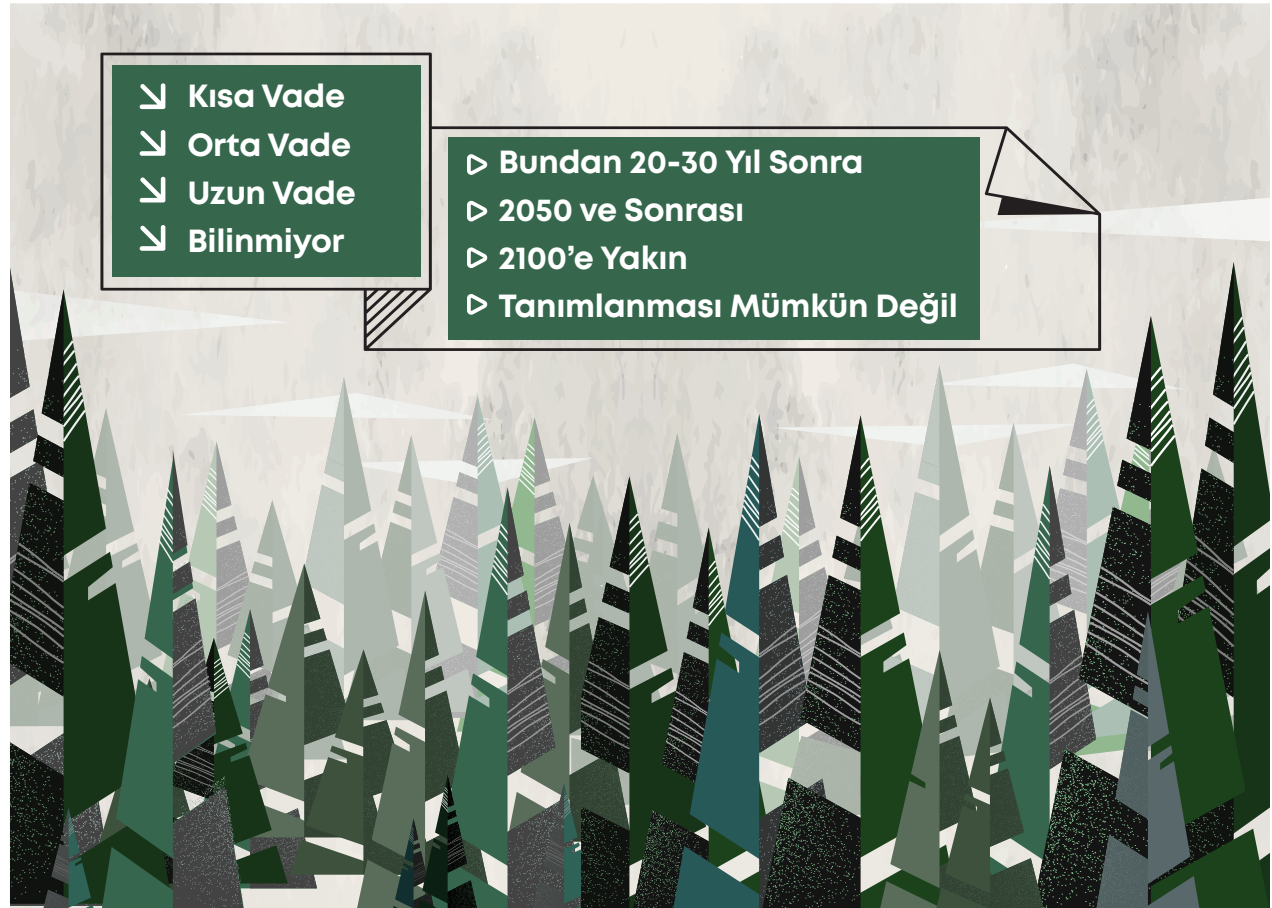 Kısa Vade
Orta Vade
Uzun Vade
Bilinmiyor
Bundan 20-30 Yıl Sonra
2050 ve Sonrası
2100’e Yakın
Tanımlanması Mümkün Değil